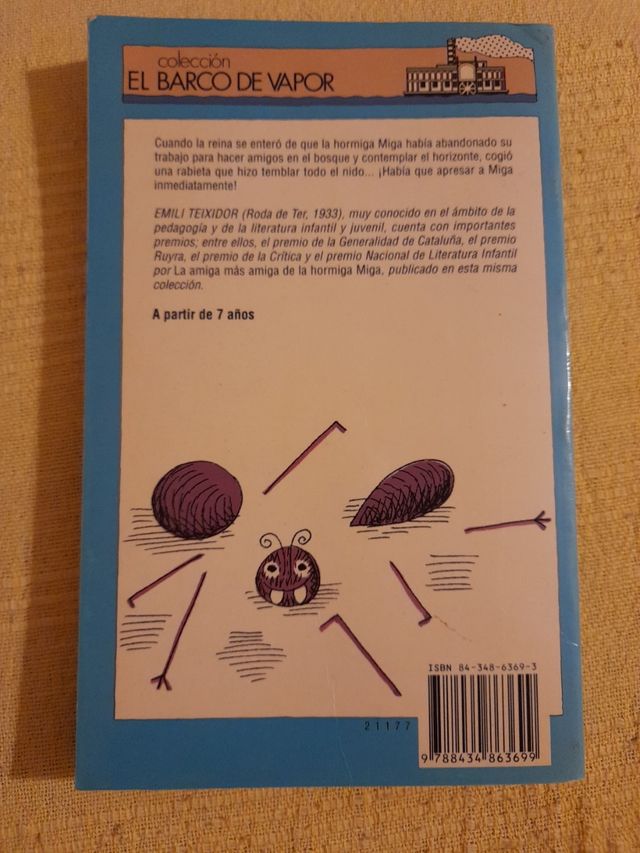 colección
EL BARCO DE VAPOR
Cuando la reina se enteró de que la hormiga Miga había abandonado su
trabajo para hacer amigos en el bosque y contemplar el horizonte, cogió
una rabieta que hizo temblar todo el nido... ¡Había que apresar a Miga
inmediatamente!
EMILI TEIXIDOR (Roda de Ter, 1933), muy conocido en el ámbito de la
pedagogía y de la literatura infantil y juvenil, cuenta con importantes
premios; entre ellos, el premio de la Generalidad de Cataluña, el premio
Ruyra, el premio de la Crítica y el premio Nacional de Literatura Infantil
por La amiga más amiga de la hormiga Miga, publicado en esta misma
colección.
A partir de 7 años
ISBN 84-348-6369-3
21177
9 788434 863699